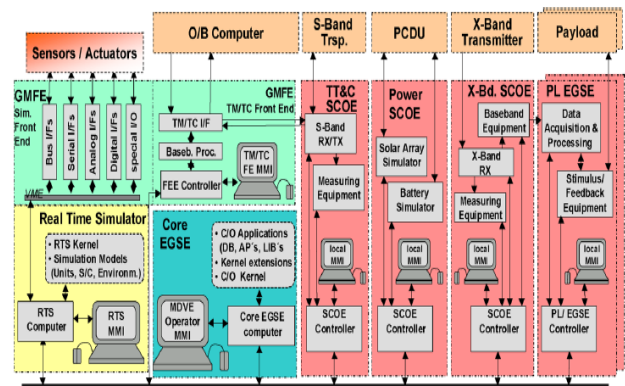 Sensors / Actuators
O/B Computer
S-Band
Trsp.
PCDU
X-Band
Transmitter
Payload
GMFE
Sim.
Front
End
Bus I/Fs
Serial I/Fs
Analog I/Fs
Digital I/Fs
special I/O
VME
GMFE
TM/TC Front End
TM/TC I/F
Baseb. Proc.
FEE Controller
TM/TC
FE MMI
TT&C
SCOE
S-Band
RX/TX
Measuring
Equipment
local
MMI
SCOE
Controller
Power
SCOE
Solar Array
Simulator
Battery
Simulator
local
MMI
SCOE
Controller
X-Bd. SCOE
Baseband
Equipment
X-Band
RX
Measuring
Equipment
local
MMI
SCOE
Controller
PL EGSE
Data
Acquisition &
Processing
Stimulus/
Feedback
Equipment
local
MMI
PL/ EGSE
Controller
Real Time Simulator
• RTS Kernel
• Simulation Models
(Units, S/C, Environm.)
RTS
Computer
RTS
MMI
Core
EGSE
• C/O Applications
(DB, AP´s, LIB´s
• Kernel extensions
• C/O Kernel
MDVE
Operator
MMI
Core EGSE
computer